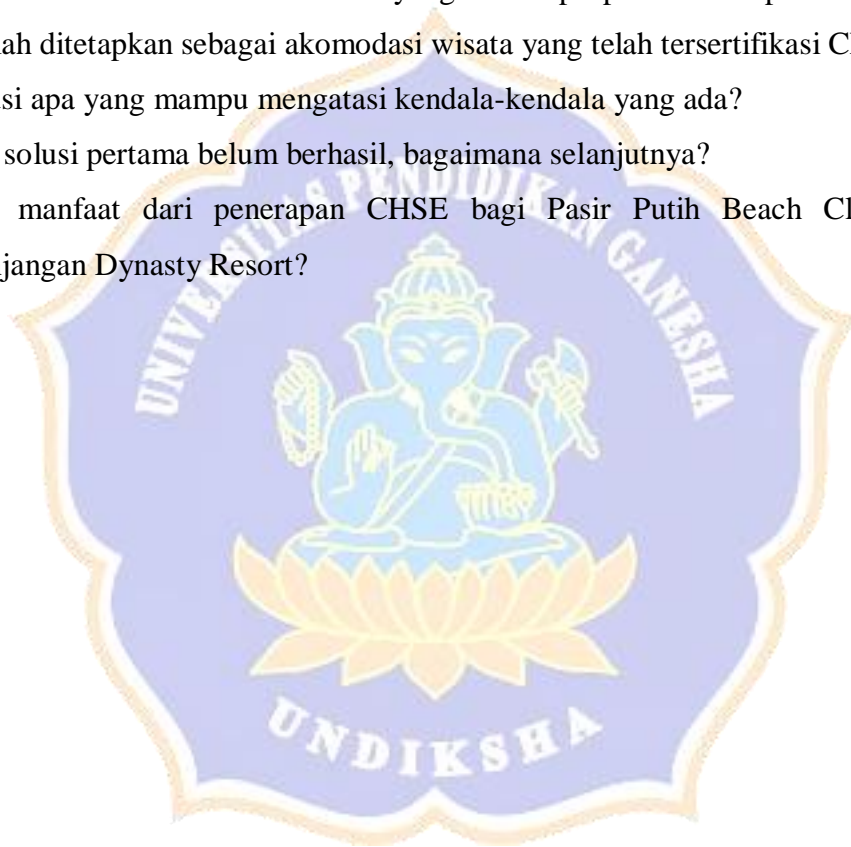 ah ditetapkan sebagai akomodasi wisata yang telah tersertifikasi C
si apa yang mampu mengatasi kendala-kendala yang ada?
solusi pertama belum berhasil, bagaimana selanjutnya?
manfaat dari penerapan CHSE bagi Pasir Putih Beach Cl
jangan Dynasty Resort?
UNIVERSITAS PENDIDIKAN GANESHA
UNDIKSHA